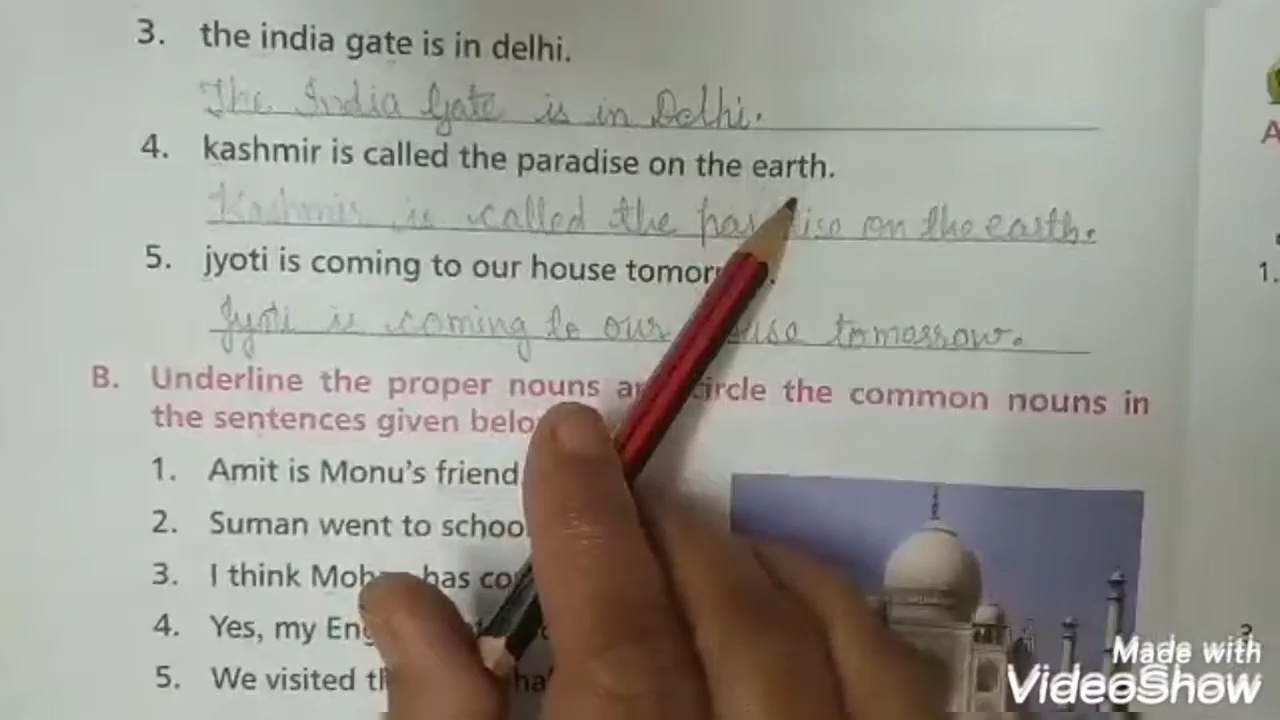 3. the india gate is in delhi.
The India Gate is in Delhi.
4. kashmir is called the paradise on the earth.
Kashmir is called the on the earth.
5. jyoti is coming to our house
Jyoti is coming to our tomorrow.
B. Underline the proper nouns circle the common nouns in
the sentences given
1. Amit is Monu's friend
2. Suman went to
3. I think has
4. Yes, my
5. We visited
A
1.
Made with
VideoShow